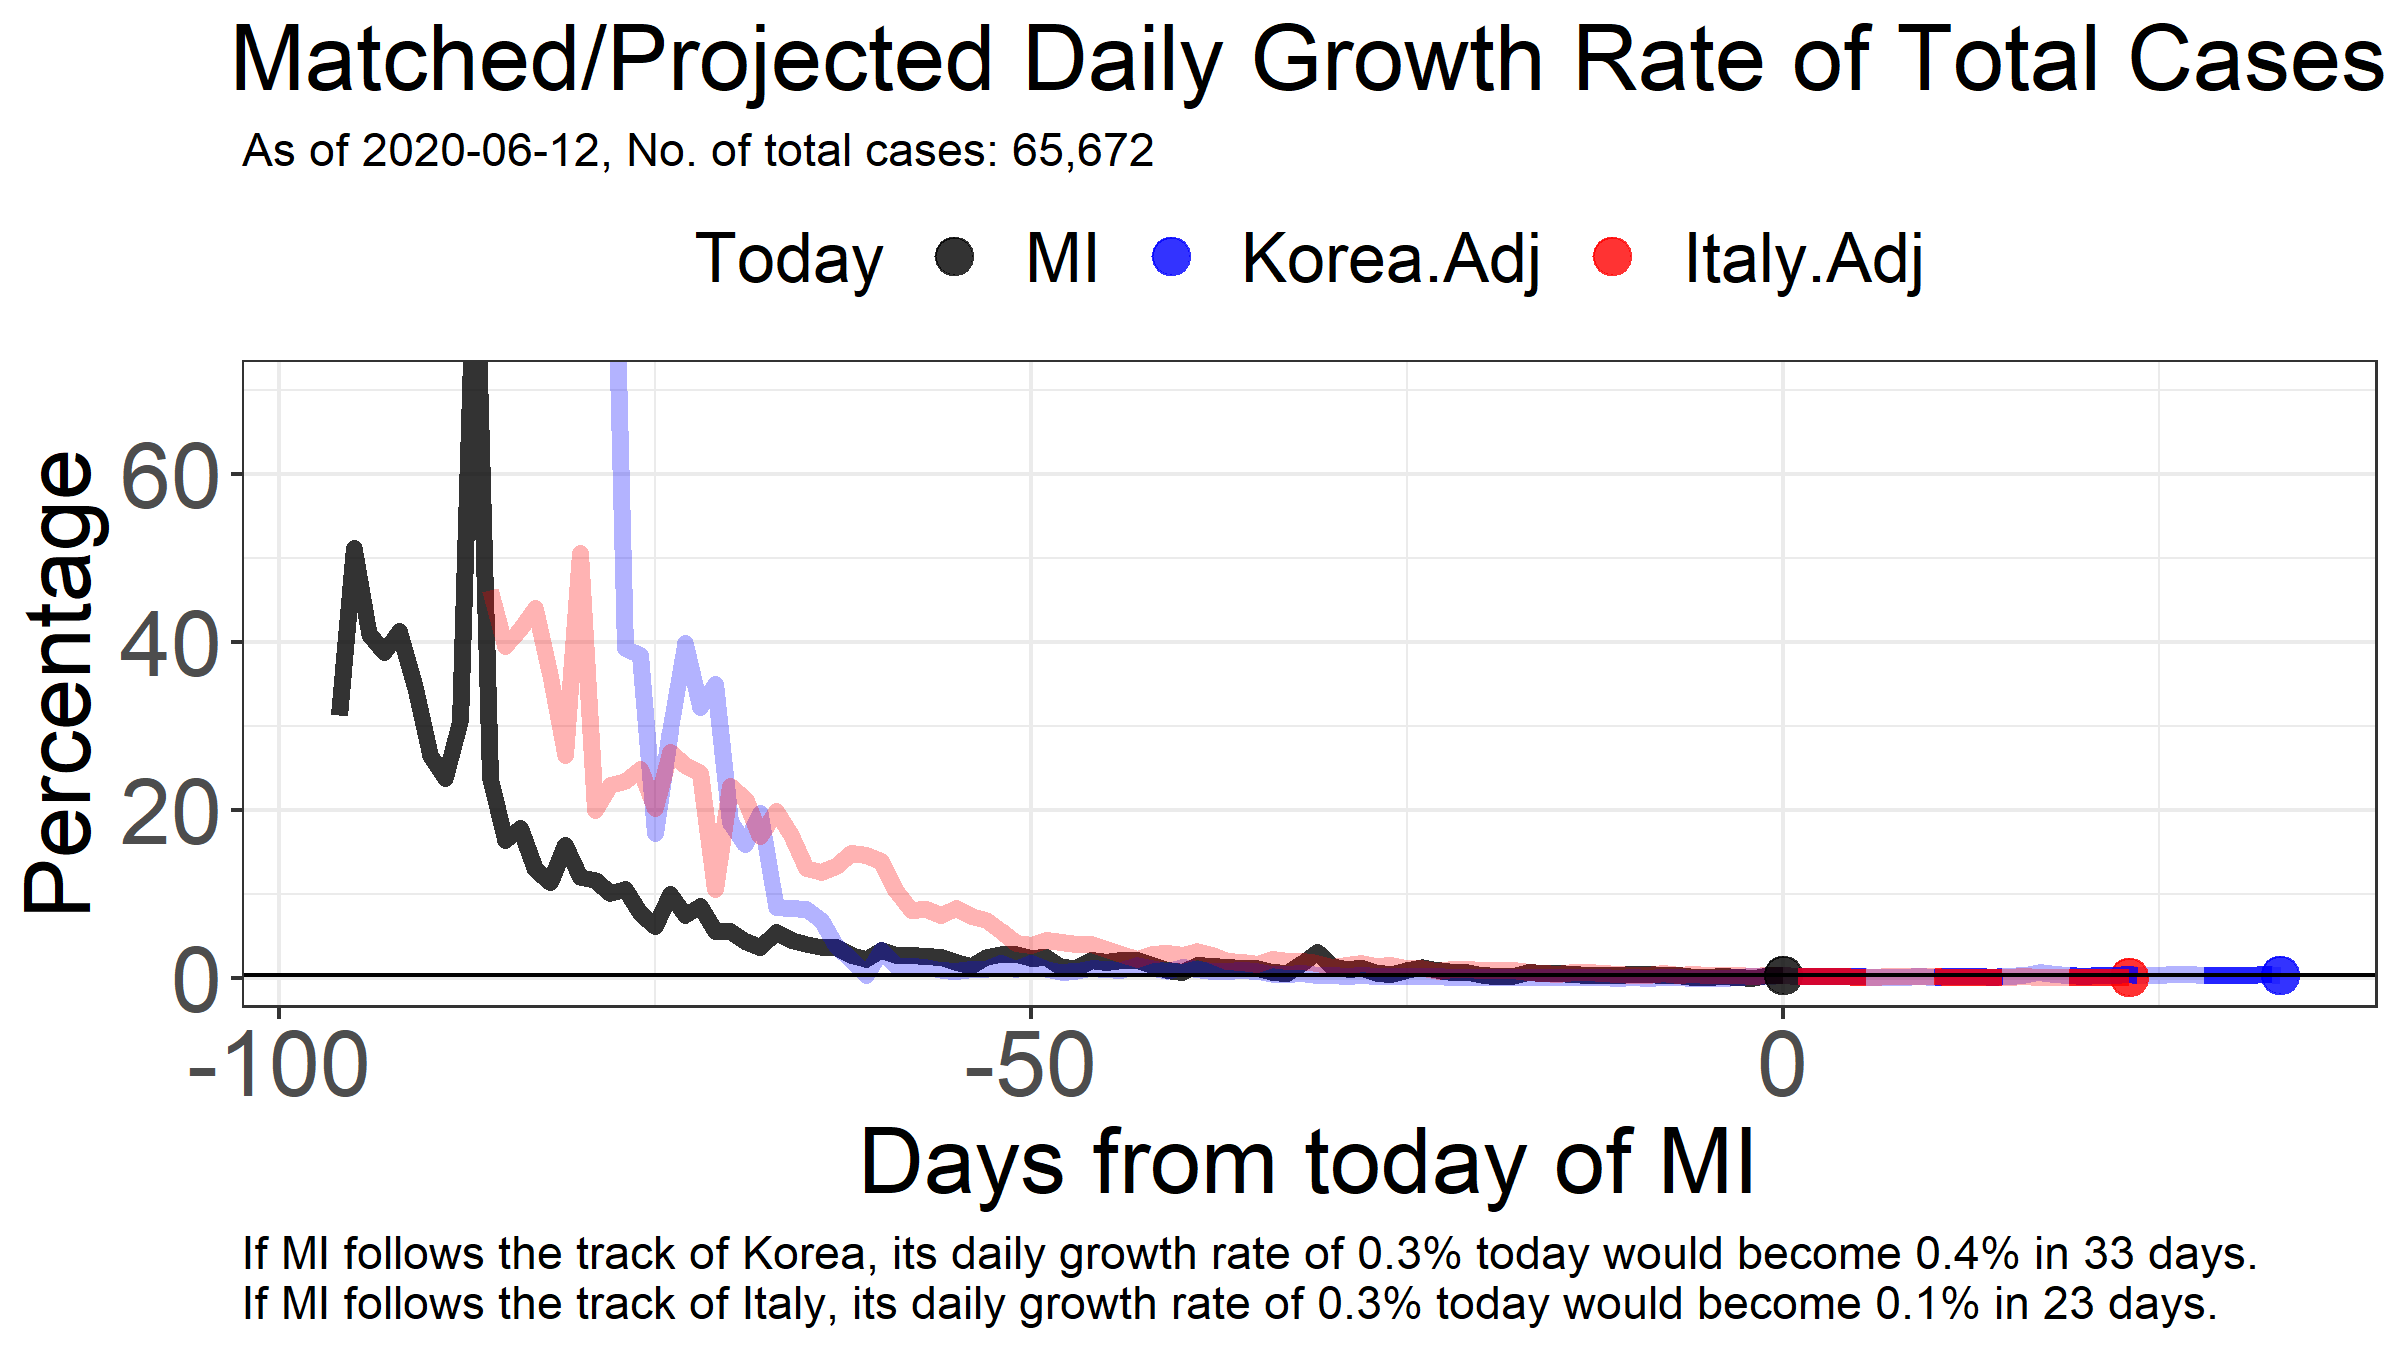 Matched/Projected Daily Growth Rate of Total Cases
As of 2020-06-12, No. of total cases: 65,672
Today MI Korea.Adj Italy.Adj
Percentage
60
40
20
0
-100 -50 0
Days from today of MI
If MI follows the track of Korea, its daily growth rate of 0.3% today would become 0.4% in 33 days.
If MI follows the track of Italy, its daily growth rate of 0.3% today would become 0.1% in 23 days.